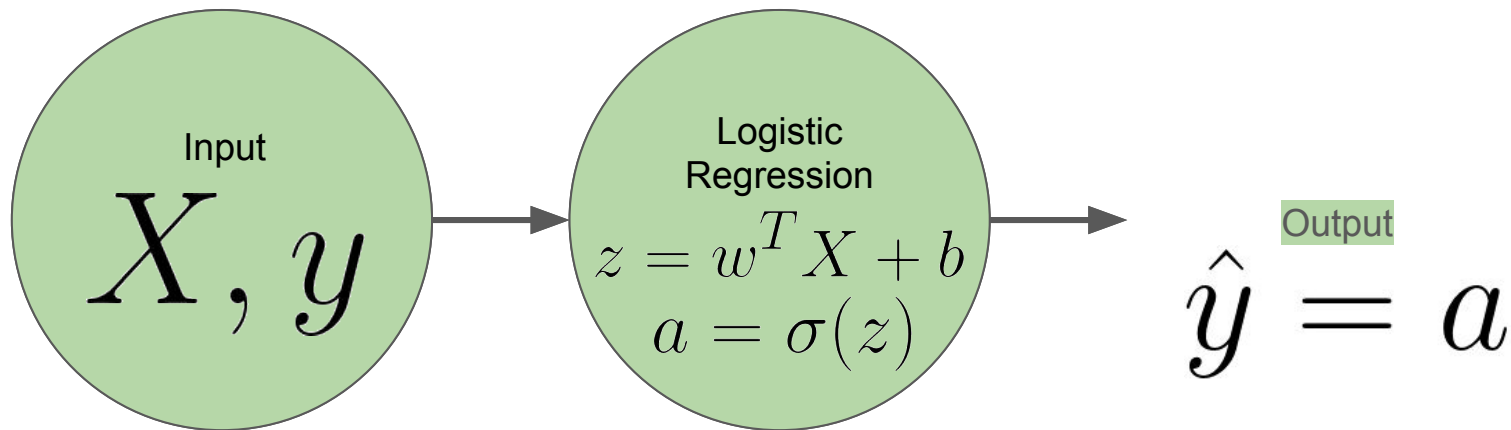 Input
X, y
Logistic
Regression
z = w^T X + b
a = σ(z)
Output
ŷ = a